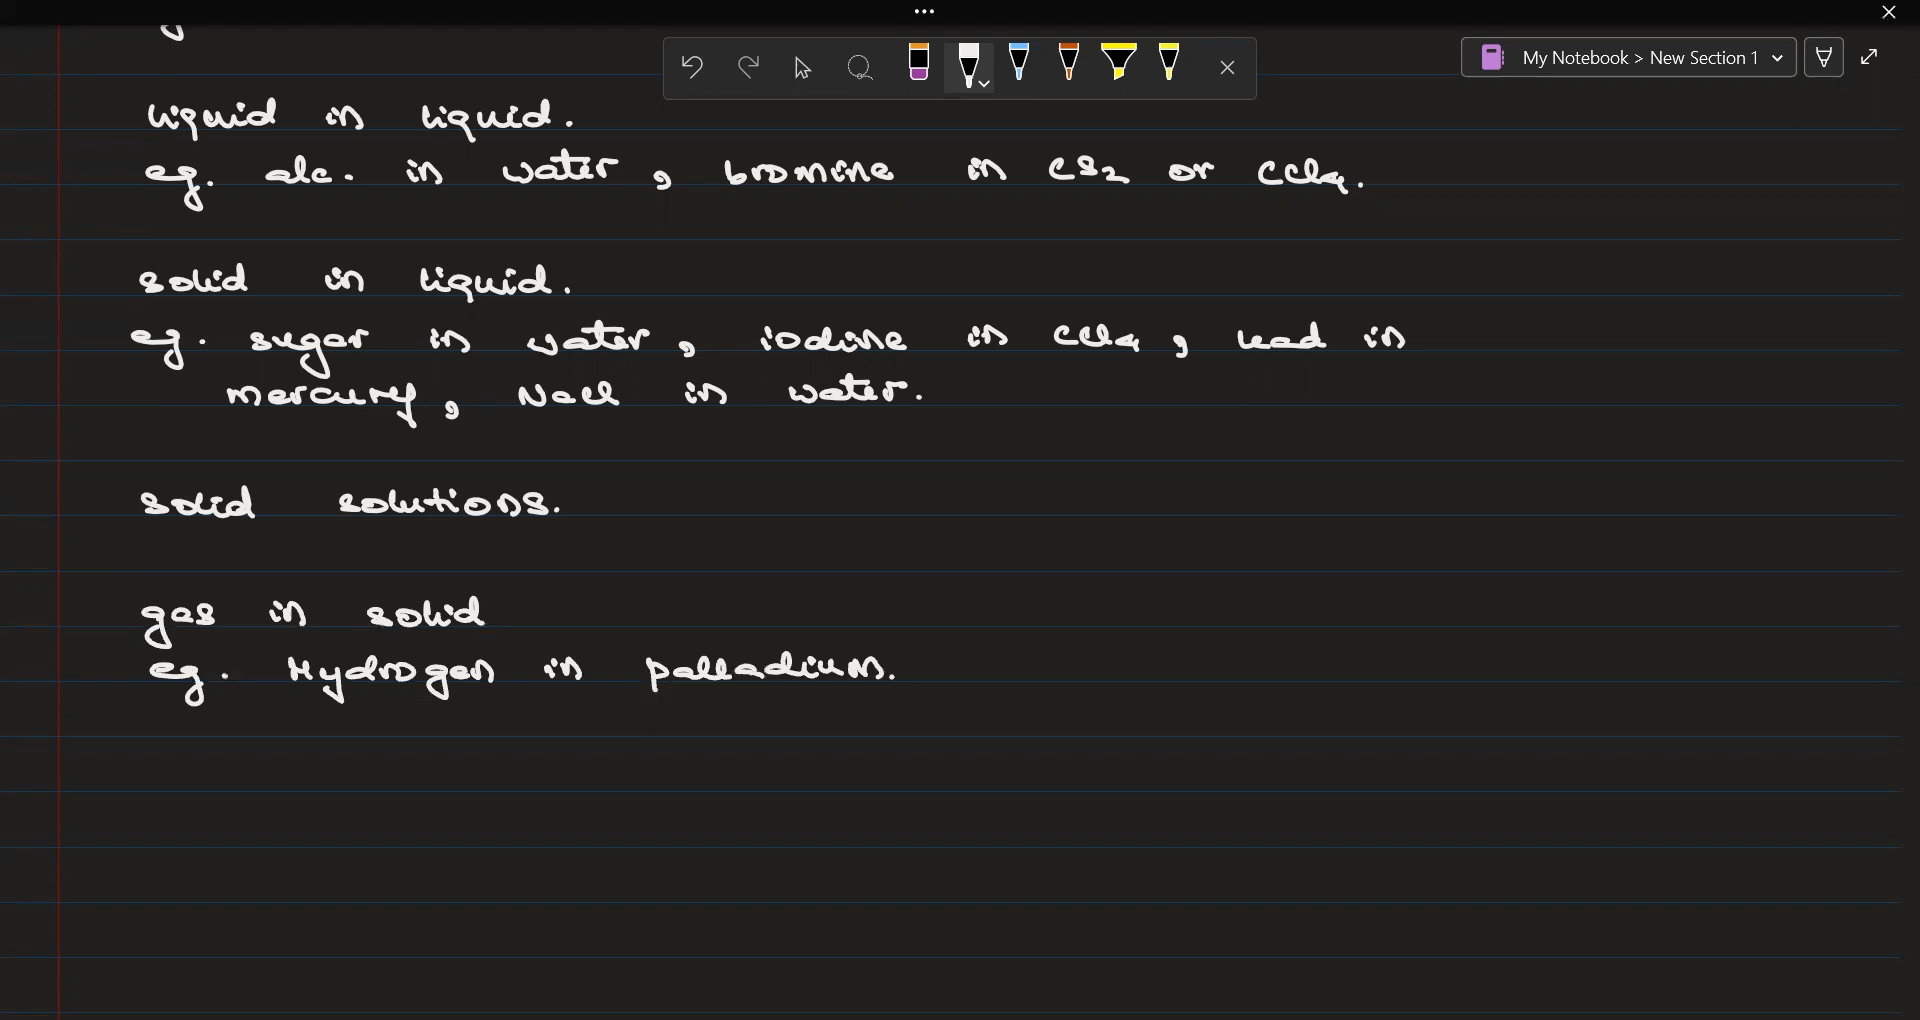 My Notebook > New Section 1
liquid in liquid.
eg. alc. in water, bromine in CS2 or CCl4.
solid in liquid.
eg. sugar in water, iodine in CCl4, lead in
mercury, NaCl in water.
solid solutions.
gas in solid
eg. Hydrogen in palladium.